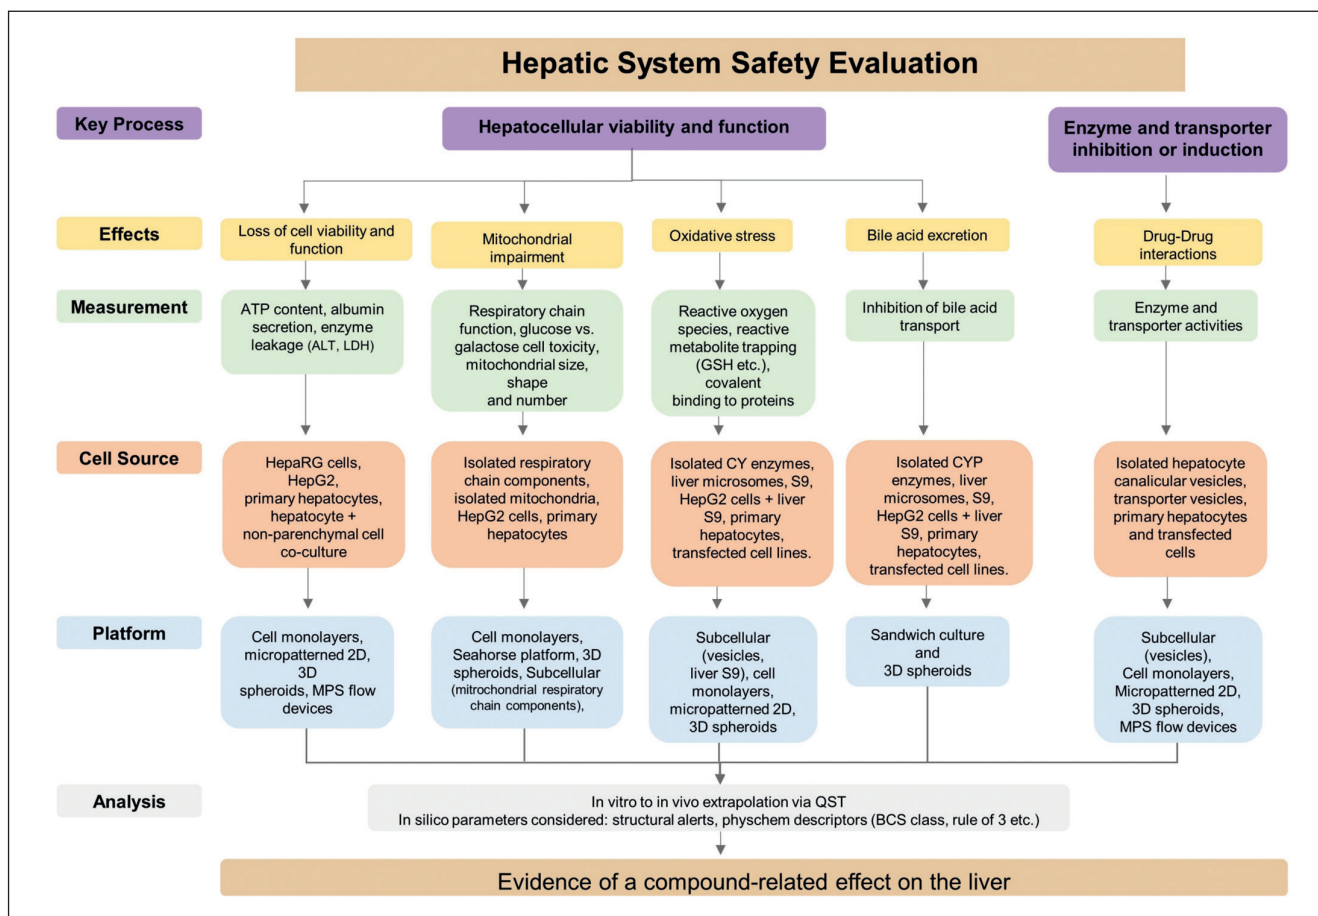 Hepatic System Safety Evaluation
Key Process
Hepatocellular viability and function
Enzyme and transporter
inhibition or induction
Effects
Loss of cell viability and
function
Mitochondrial
impairment
Oxidative stress
Bile acid excretion
Drug-Drug
interactions
Measurement
ATP content, albumin
secretion, enzyme
leakage (ALT, LDH)
Respiratory chain
function, glucose vs.
galactose cell toxicity,
mitochondrial size,
shape
and number
Reactive oxygen
species, reactive
metabolite trapping
(GSH etc.),
covalent
binding to proteins
Inhibition of bile acid
transport
Enzyme and
transporter activities
Cell Source
HepaRG cells,
HepG2,
primary hepatocytes,
hepatocyte +
non-parenchymal cell
co-culture
Isolated respiratory
chain components,
isolated mitochondria,
HepG2 cells, primary
hepatocytes
Isolated CY enzymes,
liver microsomes, S9,
HepG2 cells + liver
S9, primary
hepatocytes,
transfected cell lines.
Isolated CYP
enzymes, liver
microsomes, S9,
HepG2 cells + liver
S9, primary
hepatocytes,
transfected cell lines.
Isolated hepatocyte
canalicular vesicles,
transporter vesicles,
primary hepatocytes
and transfected
cells
Platform
Cell monolayers,
micropatterned 2D,
3D
spheroids, MPS flow
devices
Cell monolayers,
Seahorse platform, 3D
spheroids, Subcellular
(mitrochondrial respiratory
chain components),
Subcellular
(vesicles,
liver S9), cell
monolayers,
micropatterned 2D,
3D spheroids
Sandwich culture
and
3D spheroids
Subcellular
(vesicles),
Cell monolayers,
Micropatterned 2D,
3D spheroids,
MPS flow devices
Analysis
In vitro to in vivo extrapolation via QST
In silico parameters considered: structural alerts, physchem descriptors (BCS class, rule of 3 etc.)
Evidence of a compound-related effect on the liver